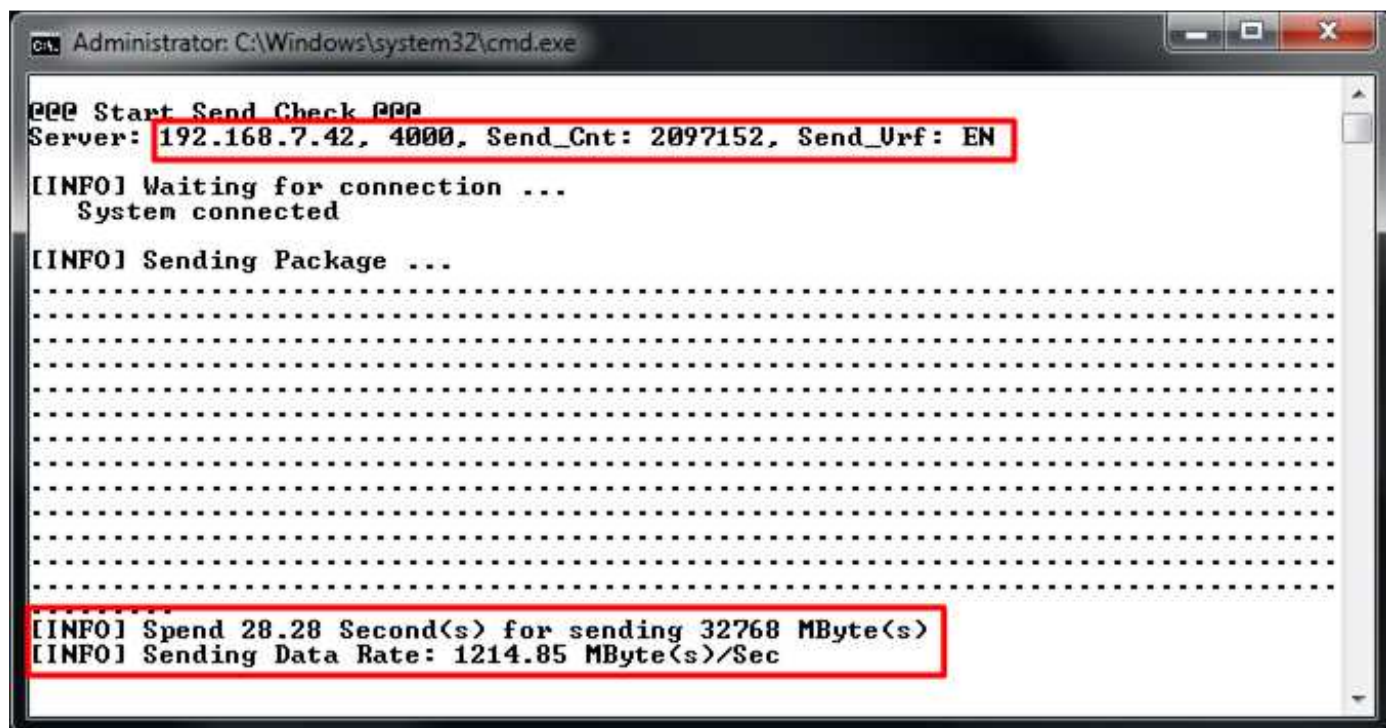 Administrator: C:\Windows\system32\cmd.exe
@@@ Start Send Check @@@
Server: 192.168.7.42, 4000, Send_Cnt: 2097152, Send_Vrf: EN
[INFO] Waiting for connection ...
System connected
[INFO] Sending Package ...
[INFO] Spend 28.28 Second(s) for sending 32768 MByte(s)
[INFO] Sending Data Rate: 1214.85 MByte(s)/Sec